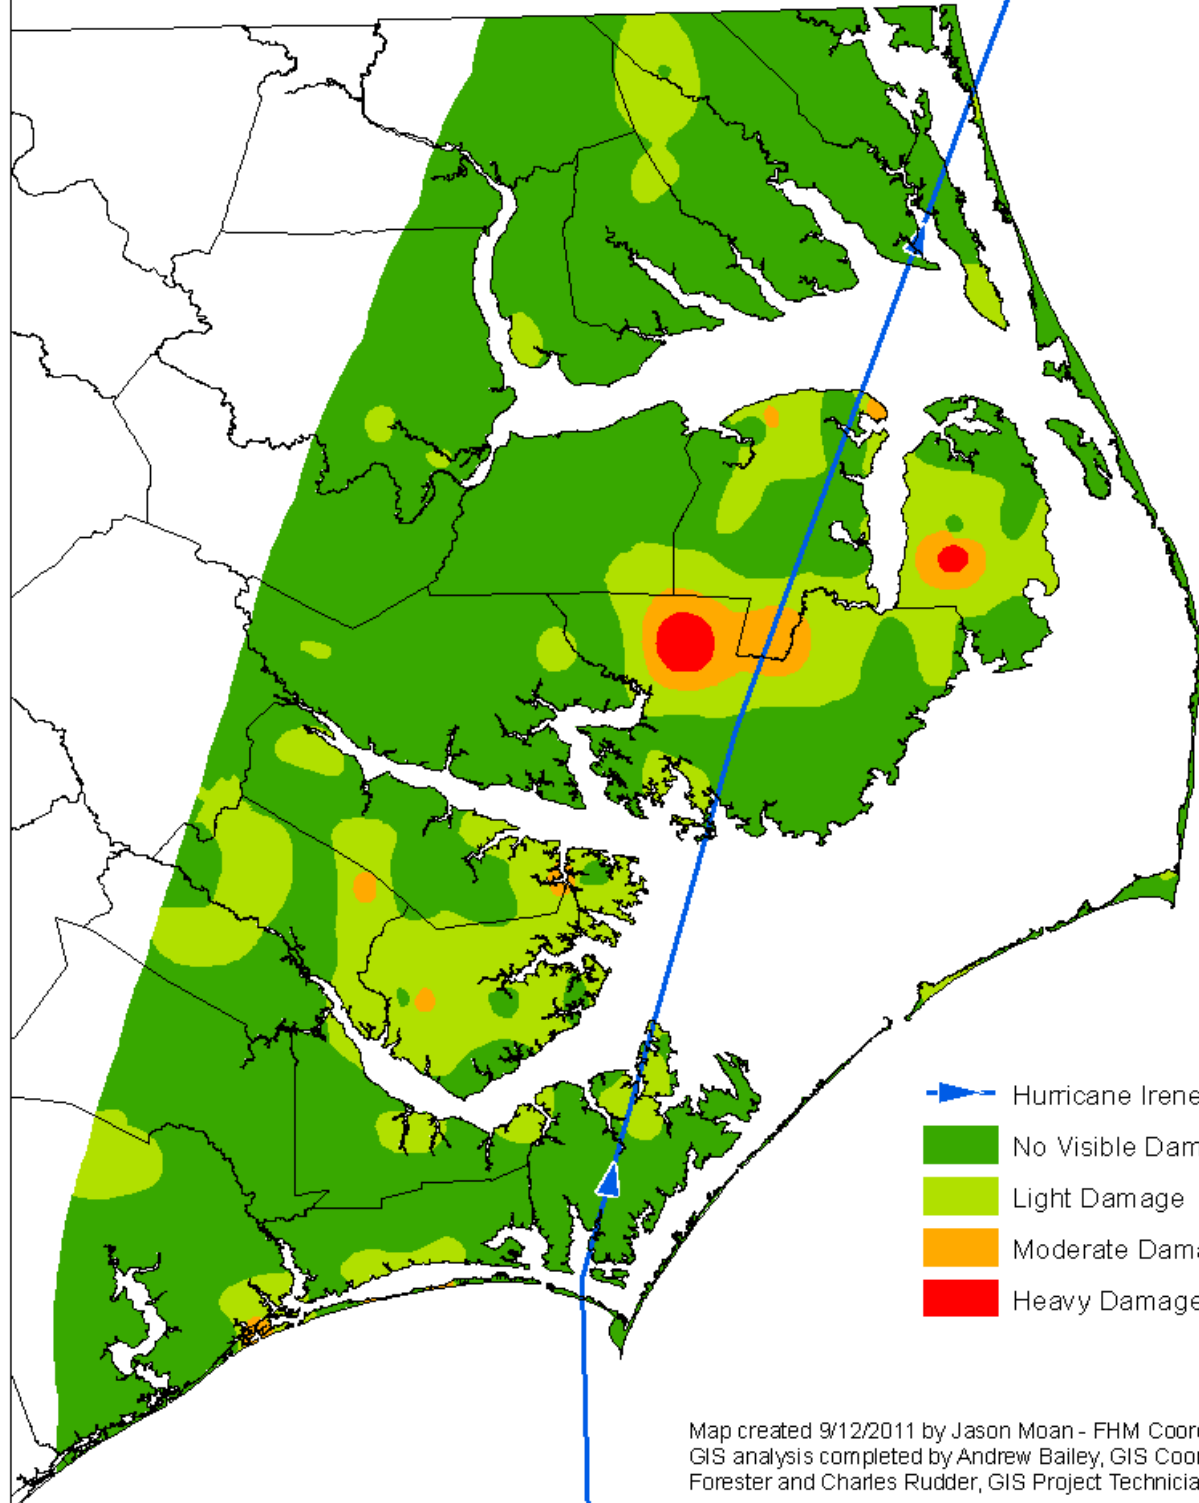 Hurricane Irene
No Visible Dam
Light Damage
Moderate Dama
Heavy Damage
Map created 9/12/2011 by Jason Moan - FHM Coor
GIS analysis completed by Andrew Bailey, GIS Coor
Forester and Charles Rudder, GIS Project Technicia